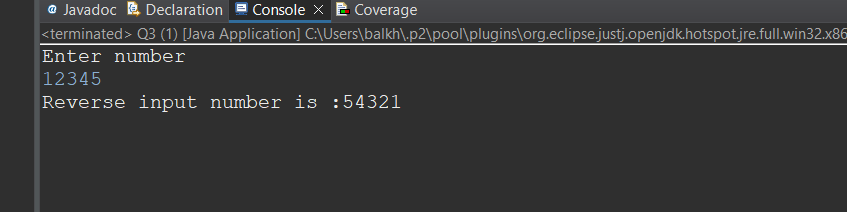 Javadoc Declaration Console Coverage
<terminated> Q3 (1) [Java Application] C:\Users\balkh\.p2\pool\plugins\org.eclipse.justj.openjdk.hotspot.jre.full.win32.x86
Enter number
12345
Reverse input number is :54321